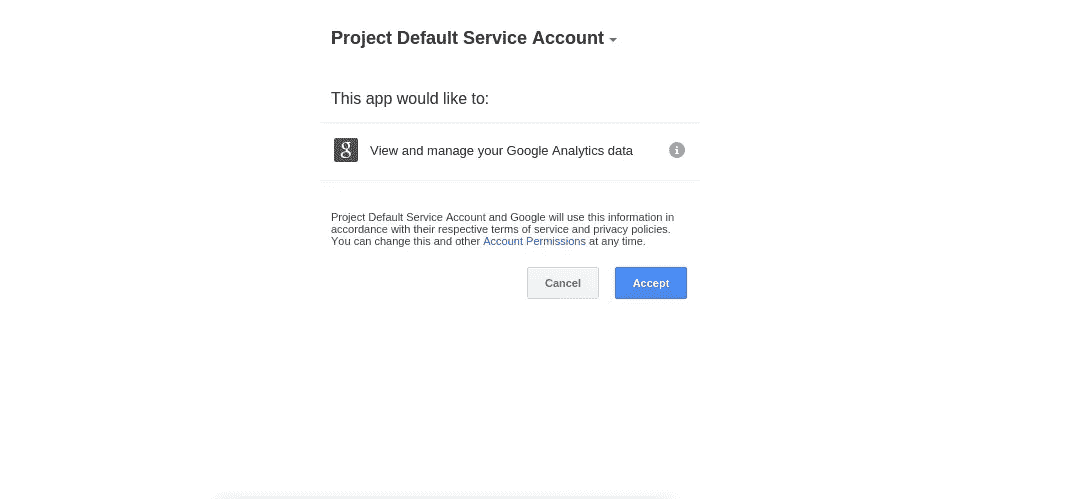 Project Default Service Account
This app would like to:
g View and manage your Google Analytics data i
Project Default Service Account and Google will use this information in
accordance with their respective terms of service and privacy policies.
You can change this and other Account Permissions at any time.
Cancel Accept